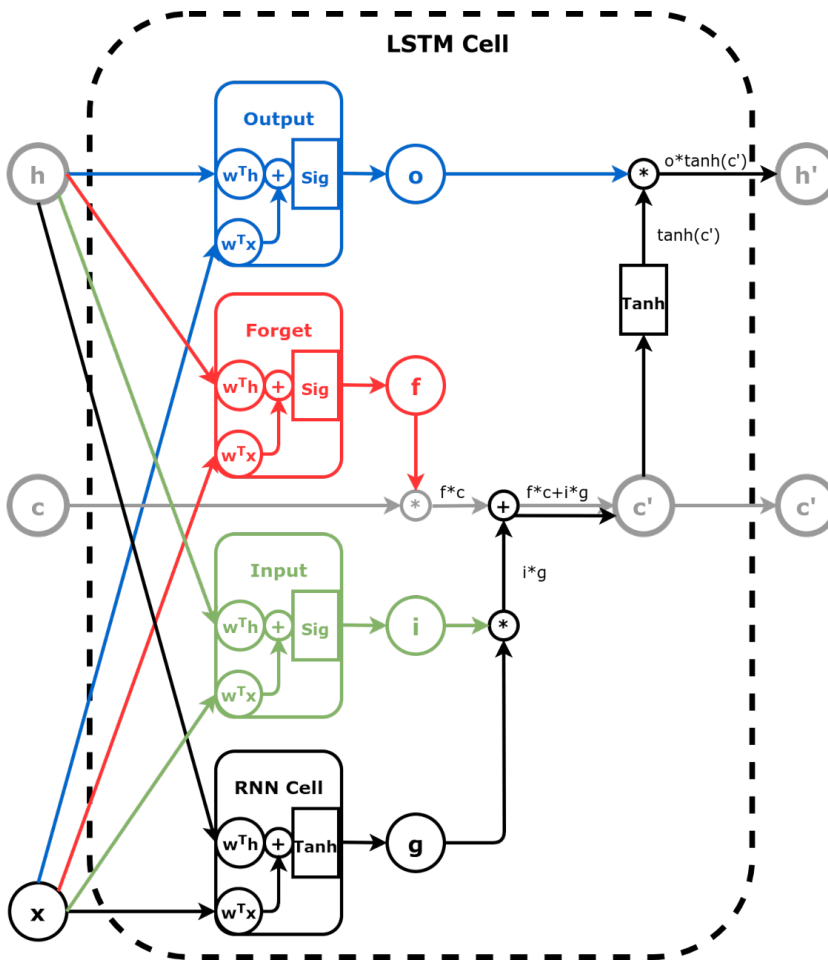 LSTM Cell
Output
h
wᵀh
+
Sig
o
*
o*tanh(c')
h'
wᵀx
tanh(c')
Tanh
Forget
wᵀh
+
Sig
f
wᵀx
c
*
f*c
+
f*c+i*g
c'
c'
Input
i*g
wᵀh
+
Sig
i
*
wᵀx
RNN Cell
wᵀh
+
Tanh
g
x
wᵀx